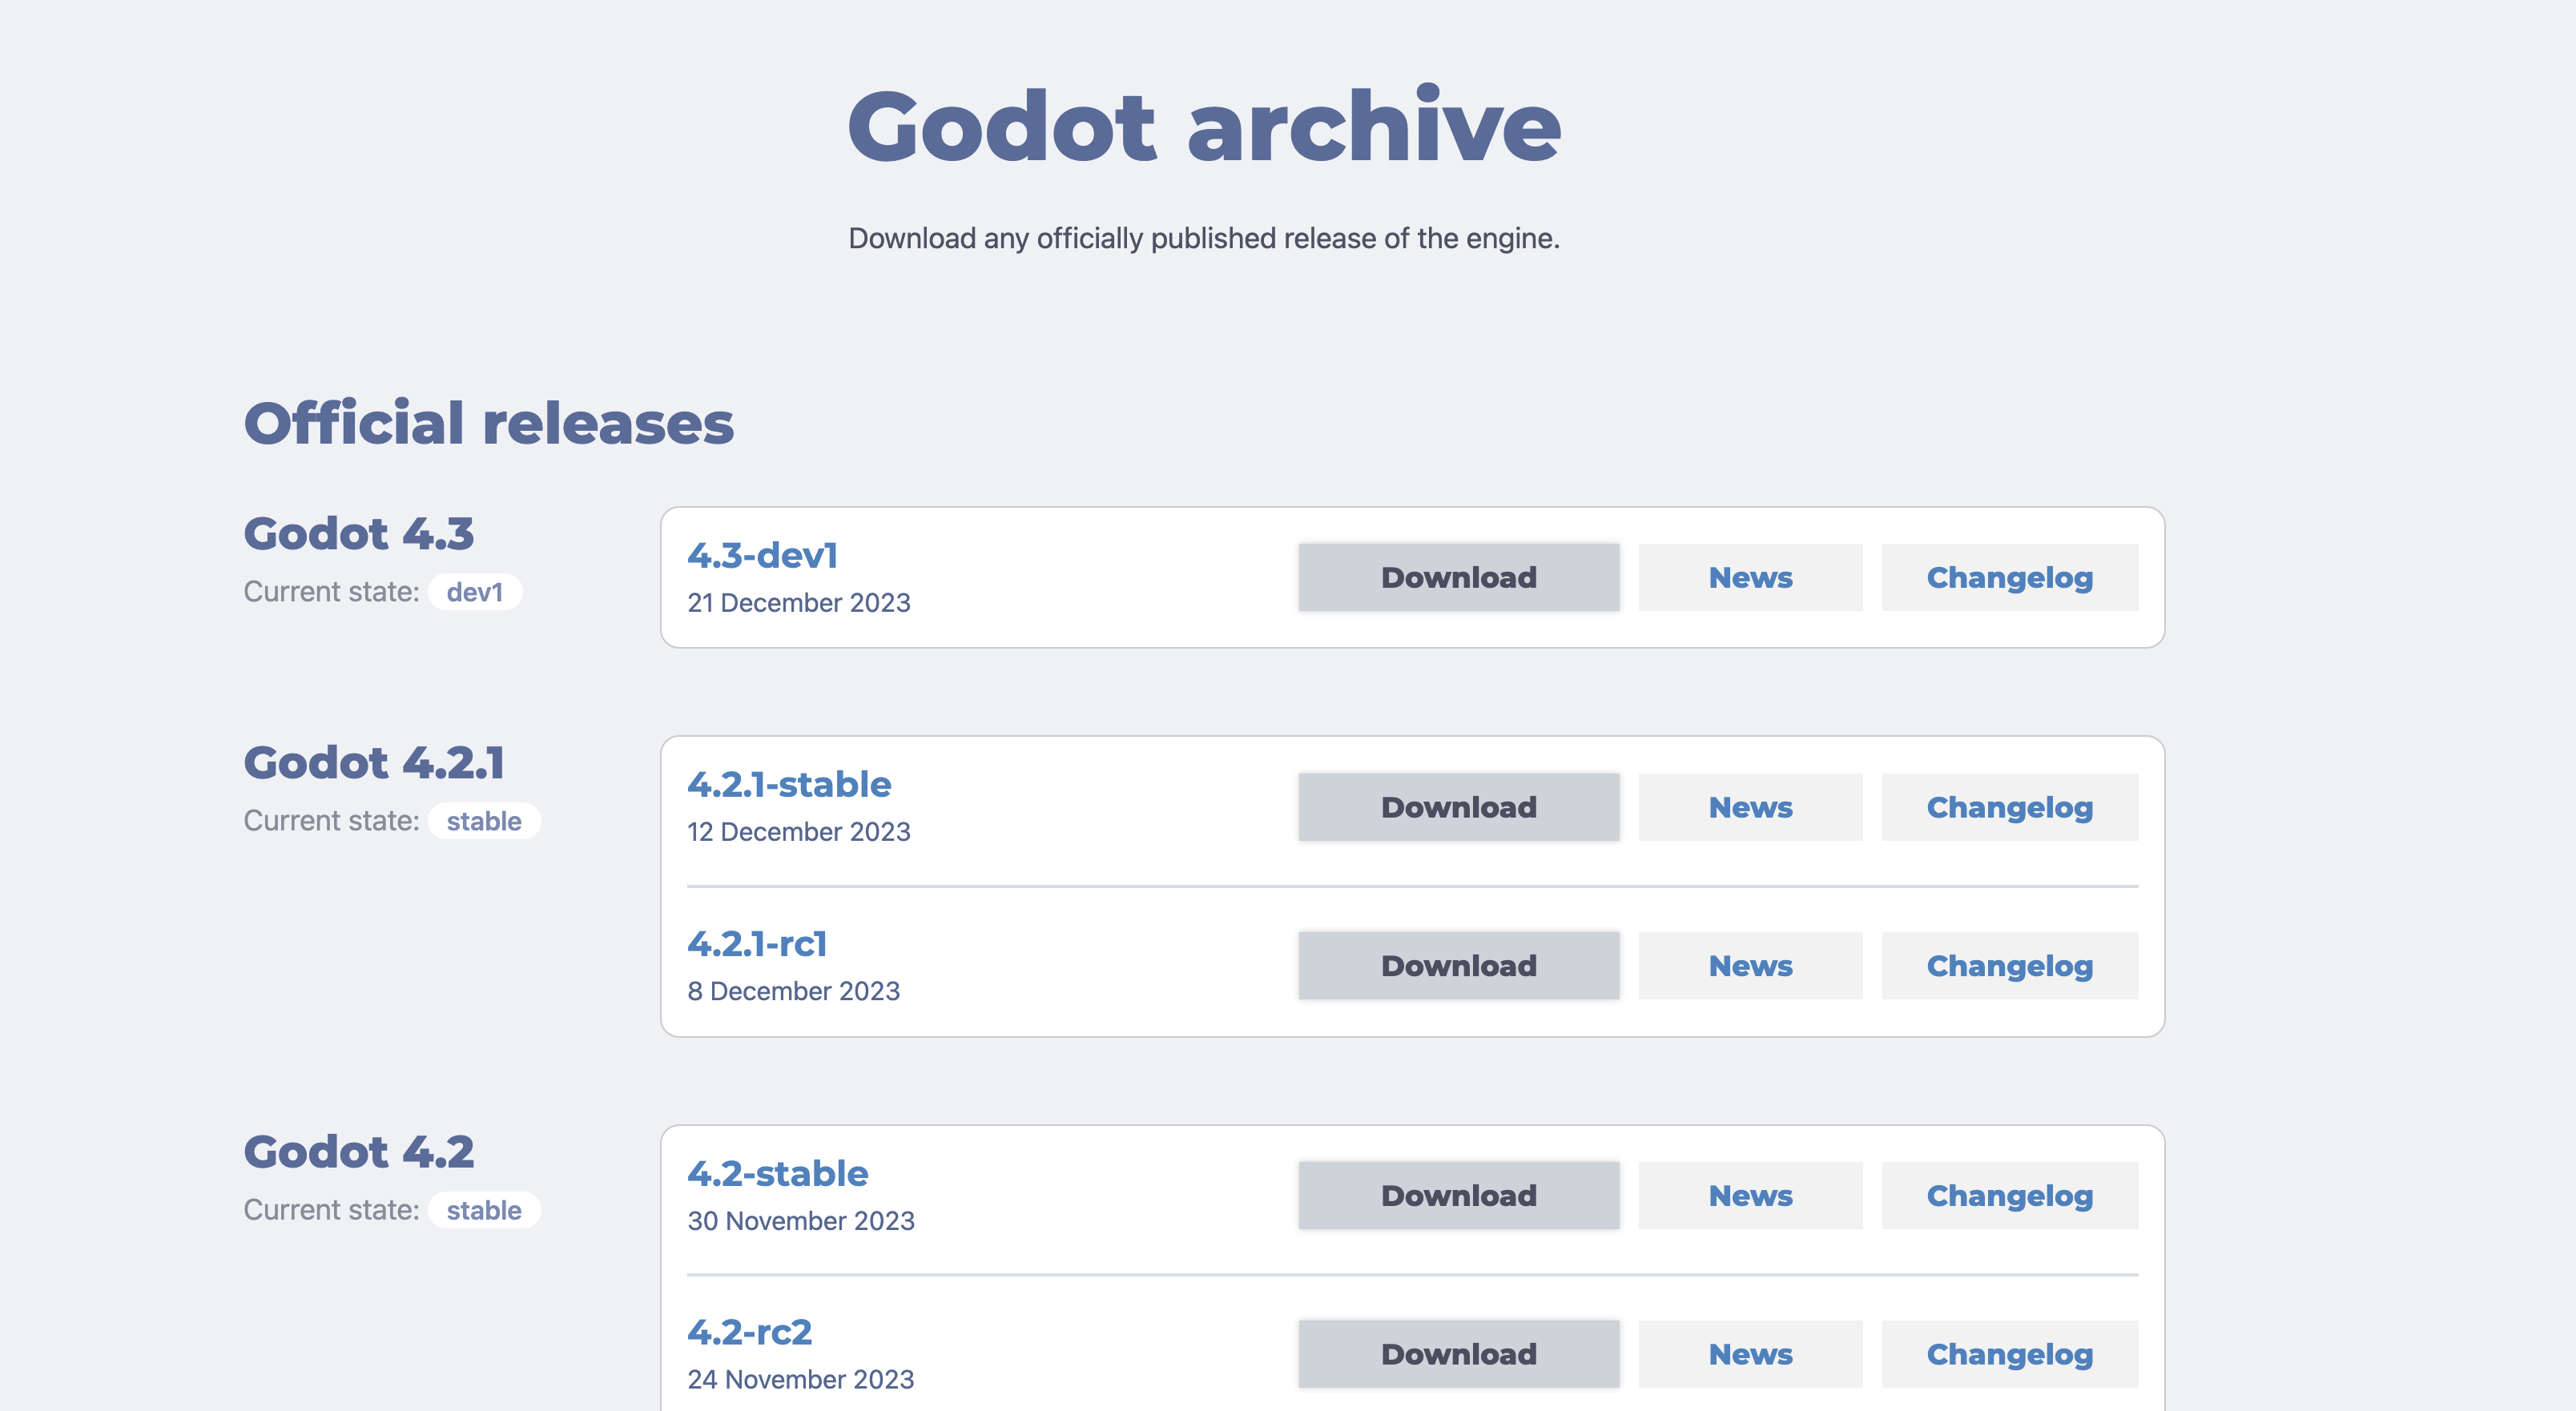 Godot archive
Download any officially published release of the engine.
Official releases
Godot 4.3
Current state: dev1
4.3-dev1
21 December 2023
Download News Changelog
Godot 4.2.1
Current state: stable
4.2.1-stable
12 December 2023
Download News Changelog
4.2.1-rc1
8 December 2023
Download News Changelog
Godot 4.2
Current state: stable
4.2-stable
30 November 2023
Download News Changelog
4.2-rc2
24 November 2023
Download News Changelog